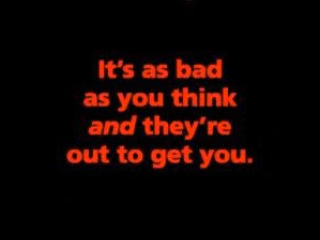 It's as bad
as you think
and they're
out to get you.